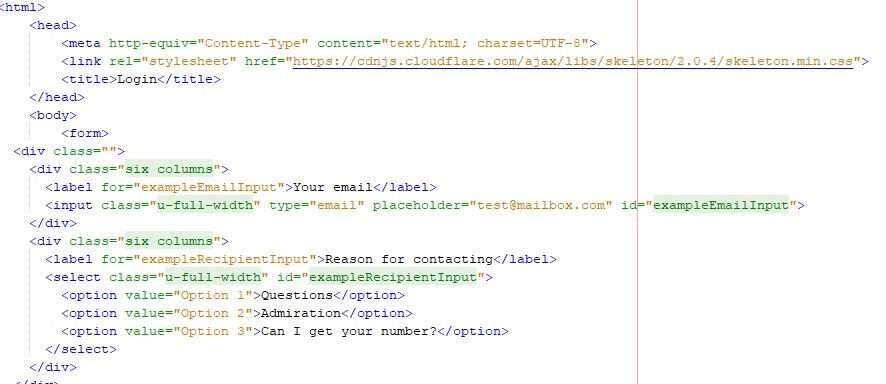 <html>
<head>
<meta http-equiv="Content-Type" content="text/html; charset=UTF-8">
<link rel="stylesheet" href="https://cdnjs.cloudflare.com/ajax/libs/skeleton/2.0.4/skeleton.min.css">
<title>Login</title>
</head>
<body>
<form>
<div class="">
<div class="six columns">
<label for="exampleEmailInput">Your email</label>
<input class="u-full-width" type="email" placeholder="test@mailbox.com" id="exampleEmailInput">
</div>
<div class="six columns">
<label for="exampleRecipientInput">Reason for contacting</label>
<select class="u-full-width" id="exampleRecipientInput">
<option value="Option 1">Questions</option>
<option value="Option 2">Admiration</option>
<option value="Option 3">Can I get your number?</option>
</select>
</div>
</div>